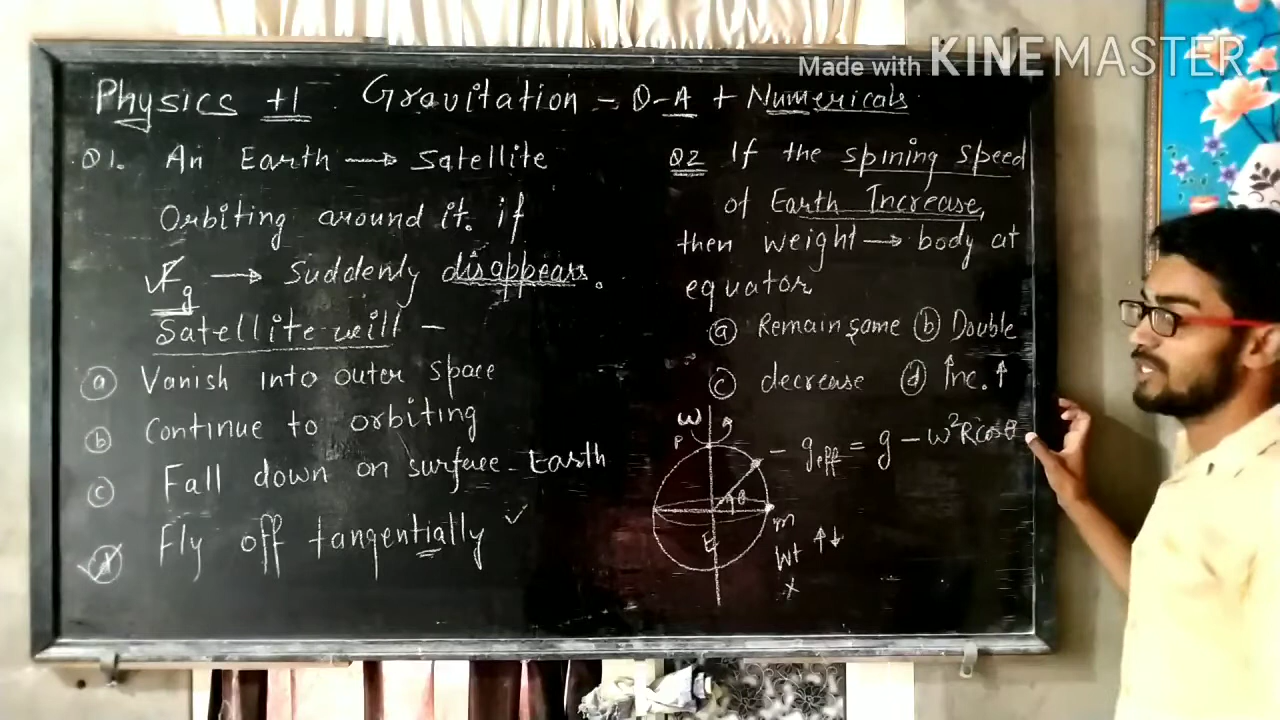 Made with KINEMASTER
Physics +1 Gravitation - Q-A + Numericals
Q1. An Earth → satellite
Orbiting around it. if
Fg → Suddenly disappears.
Satellite will -
(a) Vanish into outer space
(b) Continue to orbiting
(c) Fall down on surface - Earth
(d) Fly off tangentially ✓
Q2 If the spining speed
of Earth Increase,
then weight → body at
equator
(a) Remain same (b) Double
(c) decrease (d) Inc. ↑
ω
P
- g_eff = g - ω²Rcosθ
θ
E
m
Wt ↑↓
x